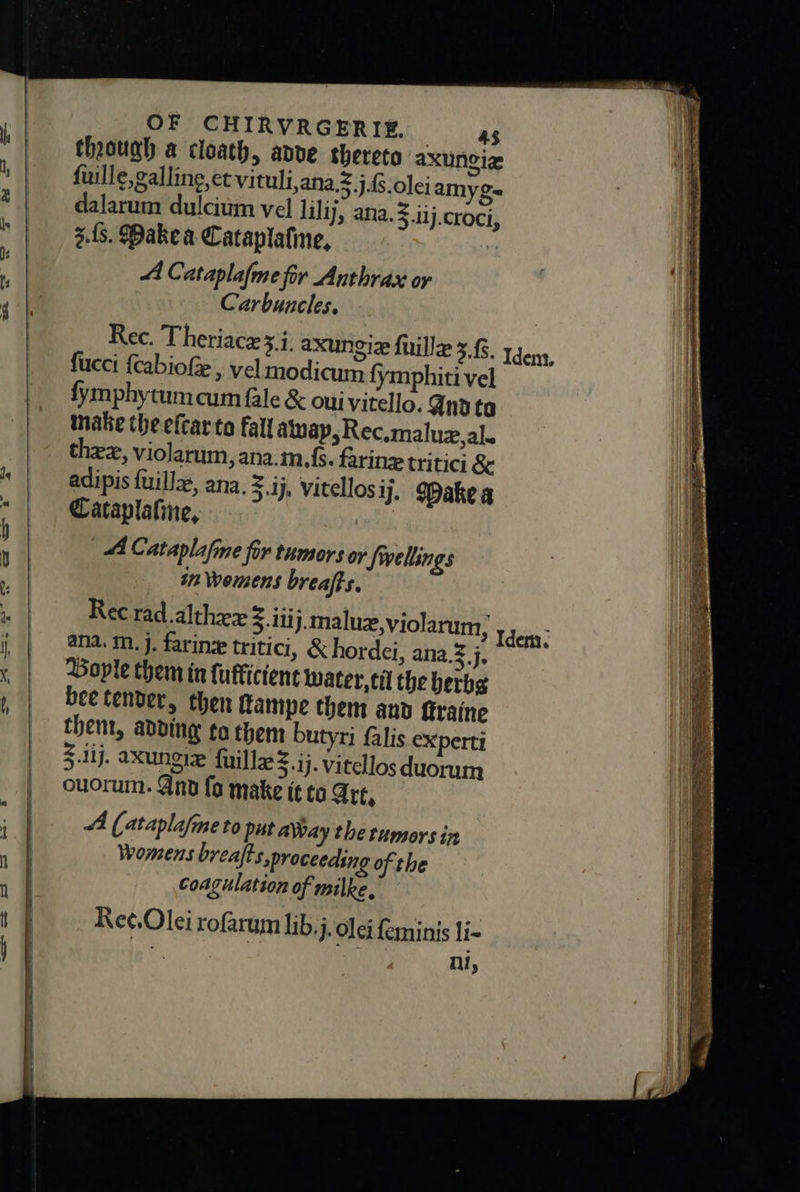 OF CHIRVRGERIE. 45
through a cloath, adde thereto axungiæ
ſuille,galline,et vituli,ana.℥.j.ſs.olei amyg-
dalarum dulcium vel lilij, ana.℥.iij.croci,
ʒ.ſs. Make a Cataplaſme,
A Cataplaſme for Anthrax or
Carbuncles.
Rec. Theriacæ ʒ.i. axungiæ ſuillæ ʒ.ſs. Idem.
ſucci ſcabioſæ, vel modicum ſymphiti vel
ſymphytum cum ſale & oui vitello. And to
make the eſcar to fall away, Rec.maluæ,al-
thææ, violarum, ana.m.ſs. farinæ tritici &
adipis ſuillæ, ana. ℥.ij, vitellos ij. Make a
Cataplaſme,
A Cataplaſme for tumors or ſwellings
in Womens breaſts.
Rec rad.althææ ℥.iiij.maluæ,violarum, Idem.
ana. m. j. farinæ tritici, & hordei, ana.℥ j.
Boyle them in ſufficient water,til the herbs
bee tender, then ſtampe them and ſtraine
them, adding to them butyri ſalis experti
℥.iij. axungiæ ſuillæ ℥.ij. vitellos duorum
ouorum. And ſo make it to Art,
A Cataplaſme to put away the tumors in
Womens breaſts,proceeding of the
coagulation of milke.
Rec.Olei roſarum lib.j. olei ſeminis li-
ni,